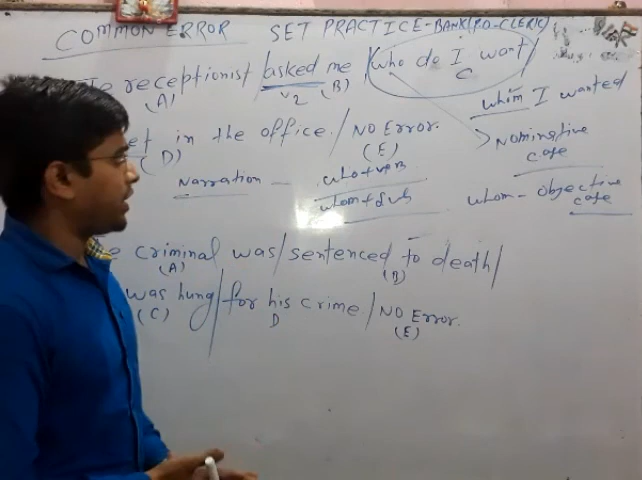 COMMON ERROR SET PRACTICE-BANK(P.O-CLERK)
receptionist / asked me / who do I want /
(A) V2 (B) C
whom I wanted
in the office. / NO Error.
(D) (E)
Nominative case
Narration - who+verb
whom+sub
whom - objective case
criminal was / sentenced to death /
(A) (B)
was hung / for his crime / NO Error.
(C) D (E)